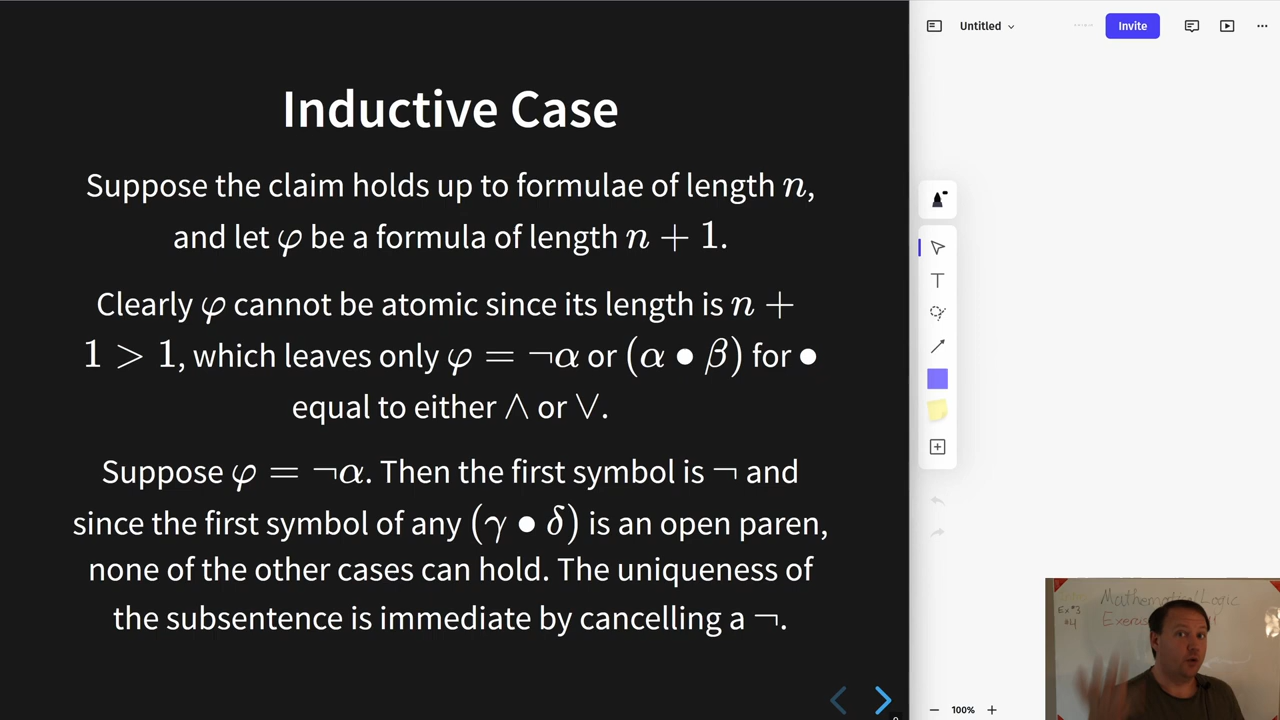 Inductive Case
Suppose the claim holds up to formulae of length n,
and let φ be a formula of length n + 1.
Clearly φ cannot be atomic since its length is n +
1 > 1, which leaves only φ = ¬α or (α • β) for •
equal to either ∧ or ∨.
Suppose φ = ¬α. Then the first symbol is ¬ and
since the first symbol of any (γ • δ) is an open paren,
none of the other cases can hold. The uniqueness of
the subsentence is immediate by cancelling a ¬.
Untitled
Invite
T
100%
Ex #3
#4